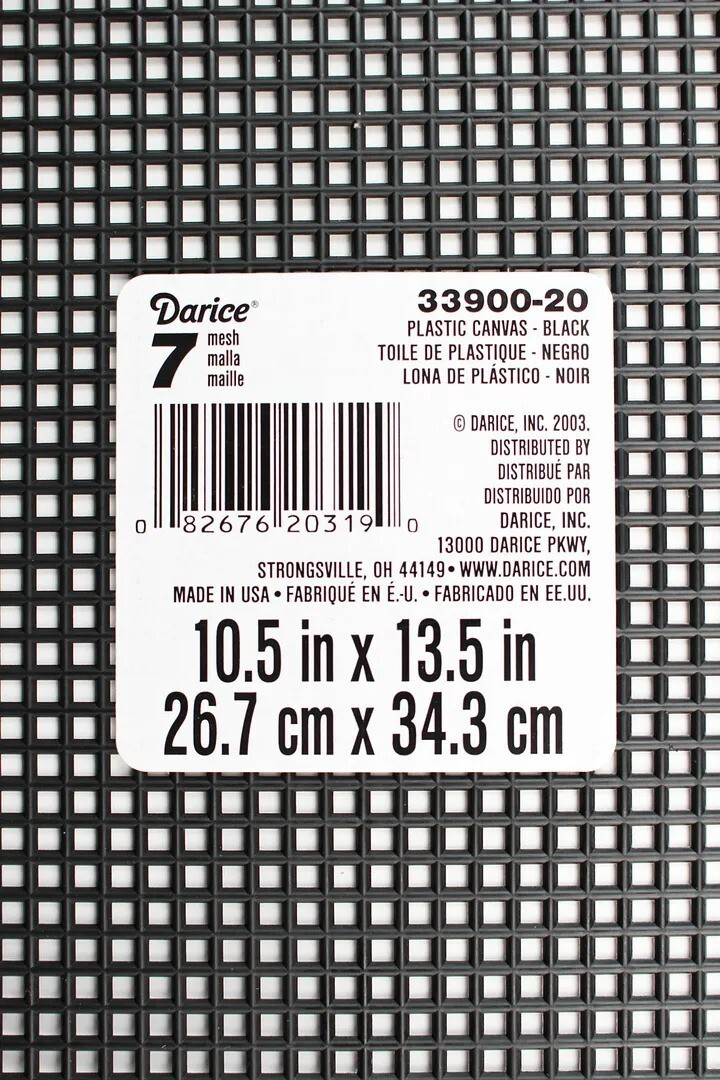 Darice®
33900-20
7 mesh
malla
maille
PLASTIC CANVAS - BLACK
TOILE DE PLASTIQUE - NEGRO
LONA DE PLÁSTICO - NOIR
0 82676 20319 0
© DARICE, INC. 2003.
DISTRIBUTED BY
DISTRIBUÉ PAR
DISTRIBUIDO POR
DARICE, INC.
13000 DARICE PKWY,
STRONGSVILLE, OH 44149 • WWW.DARICE.COM
MADE IN USA • FABRIQUÉ EN É.-U. • FABRICADO EN EE.UU.
10.5 in x 13.5 in
26.7 cm x 34.3 cm